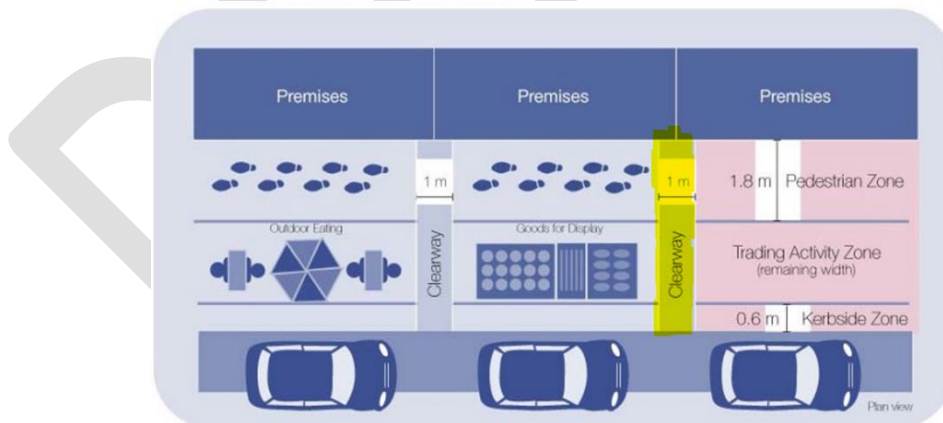 Premises
Premises
Premises
1 m
1 m
1.8 m
Pedestrian Zone
Outdoor Eating
Goods for Display
Clearway
Clearway
Trading Activity Zone
(remaining width)
0.6 m
Kerbside Zone
Plan view